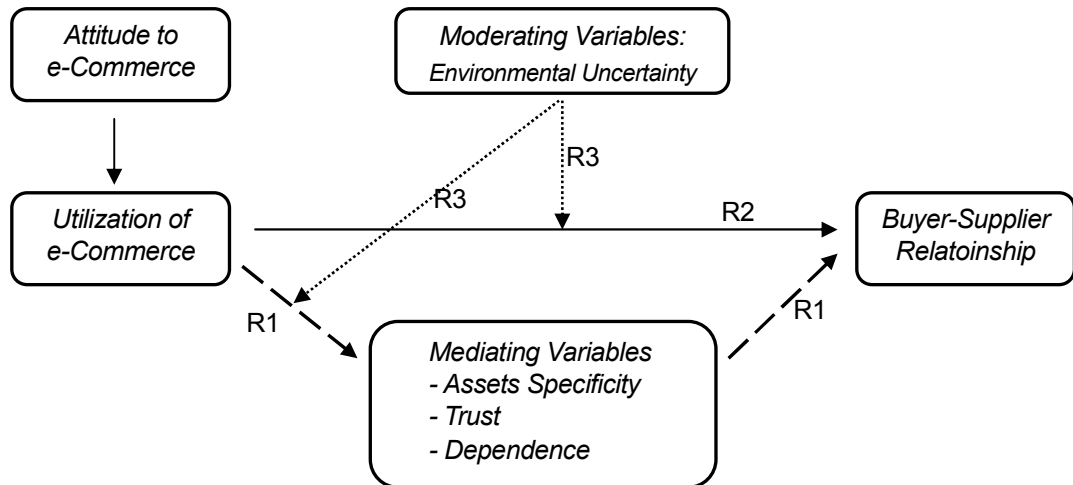 Attitude to
e-Commerce
Moderating Variables:
Environmental Uncertainty
R3
R3
Utilization of
e-Commerce
R2
Buyer-Supplier
Relatoinship
R1
R1
Mediating Variables
- Assets Specificity
- Trust
- Dependence